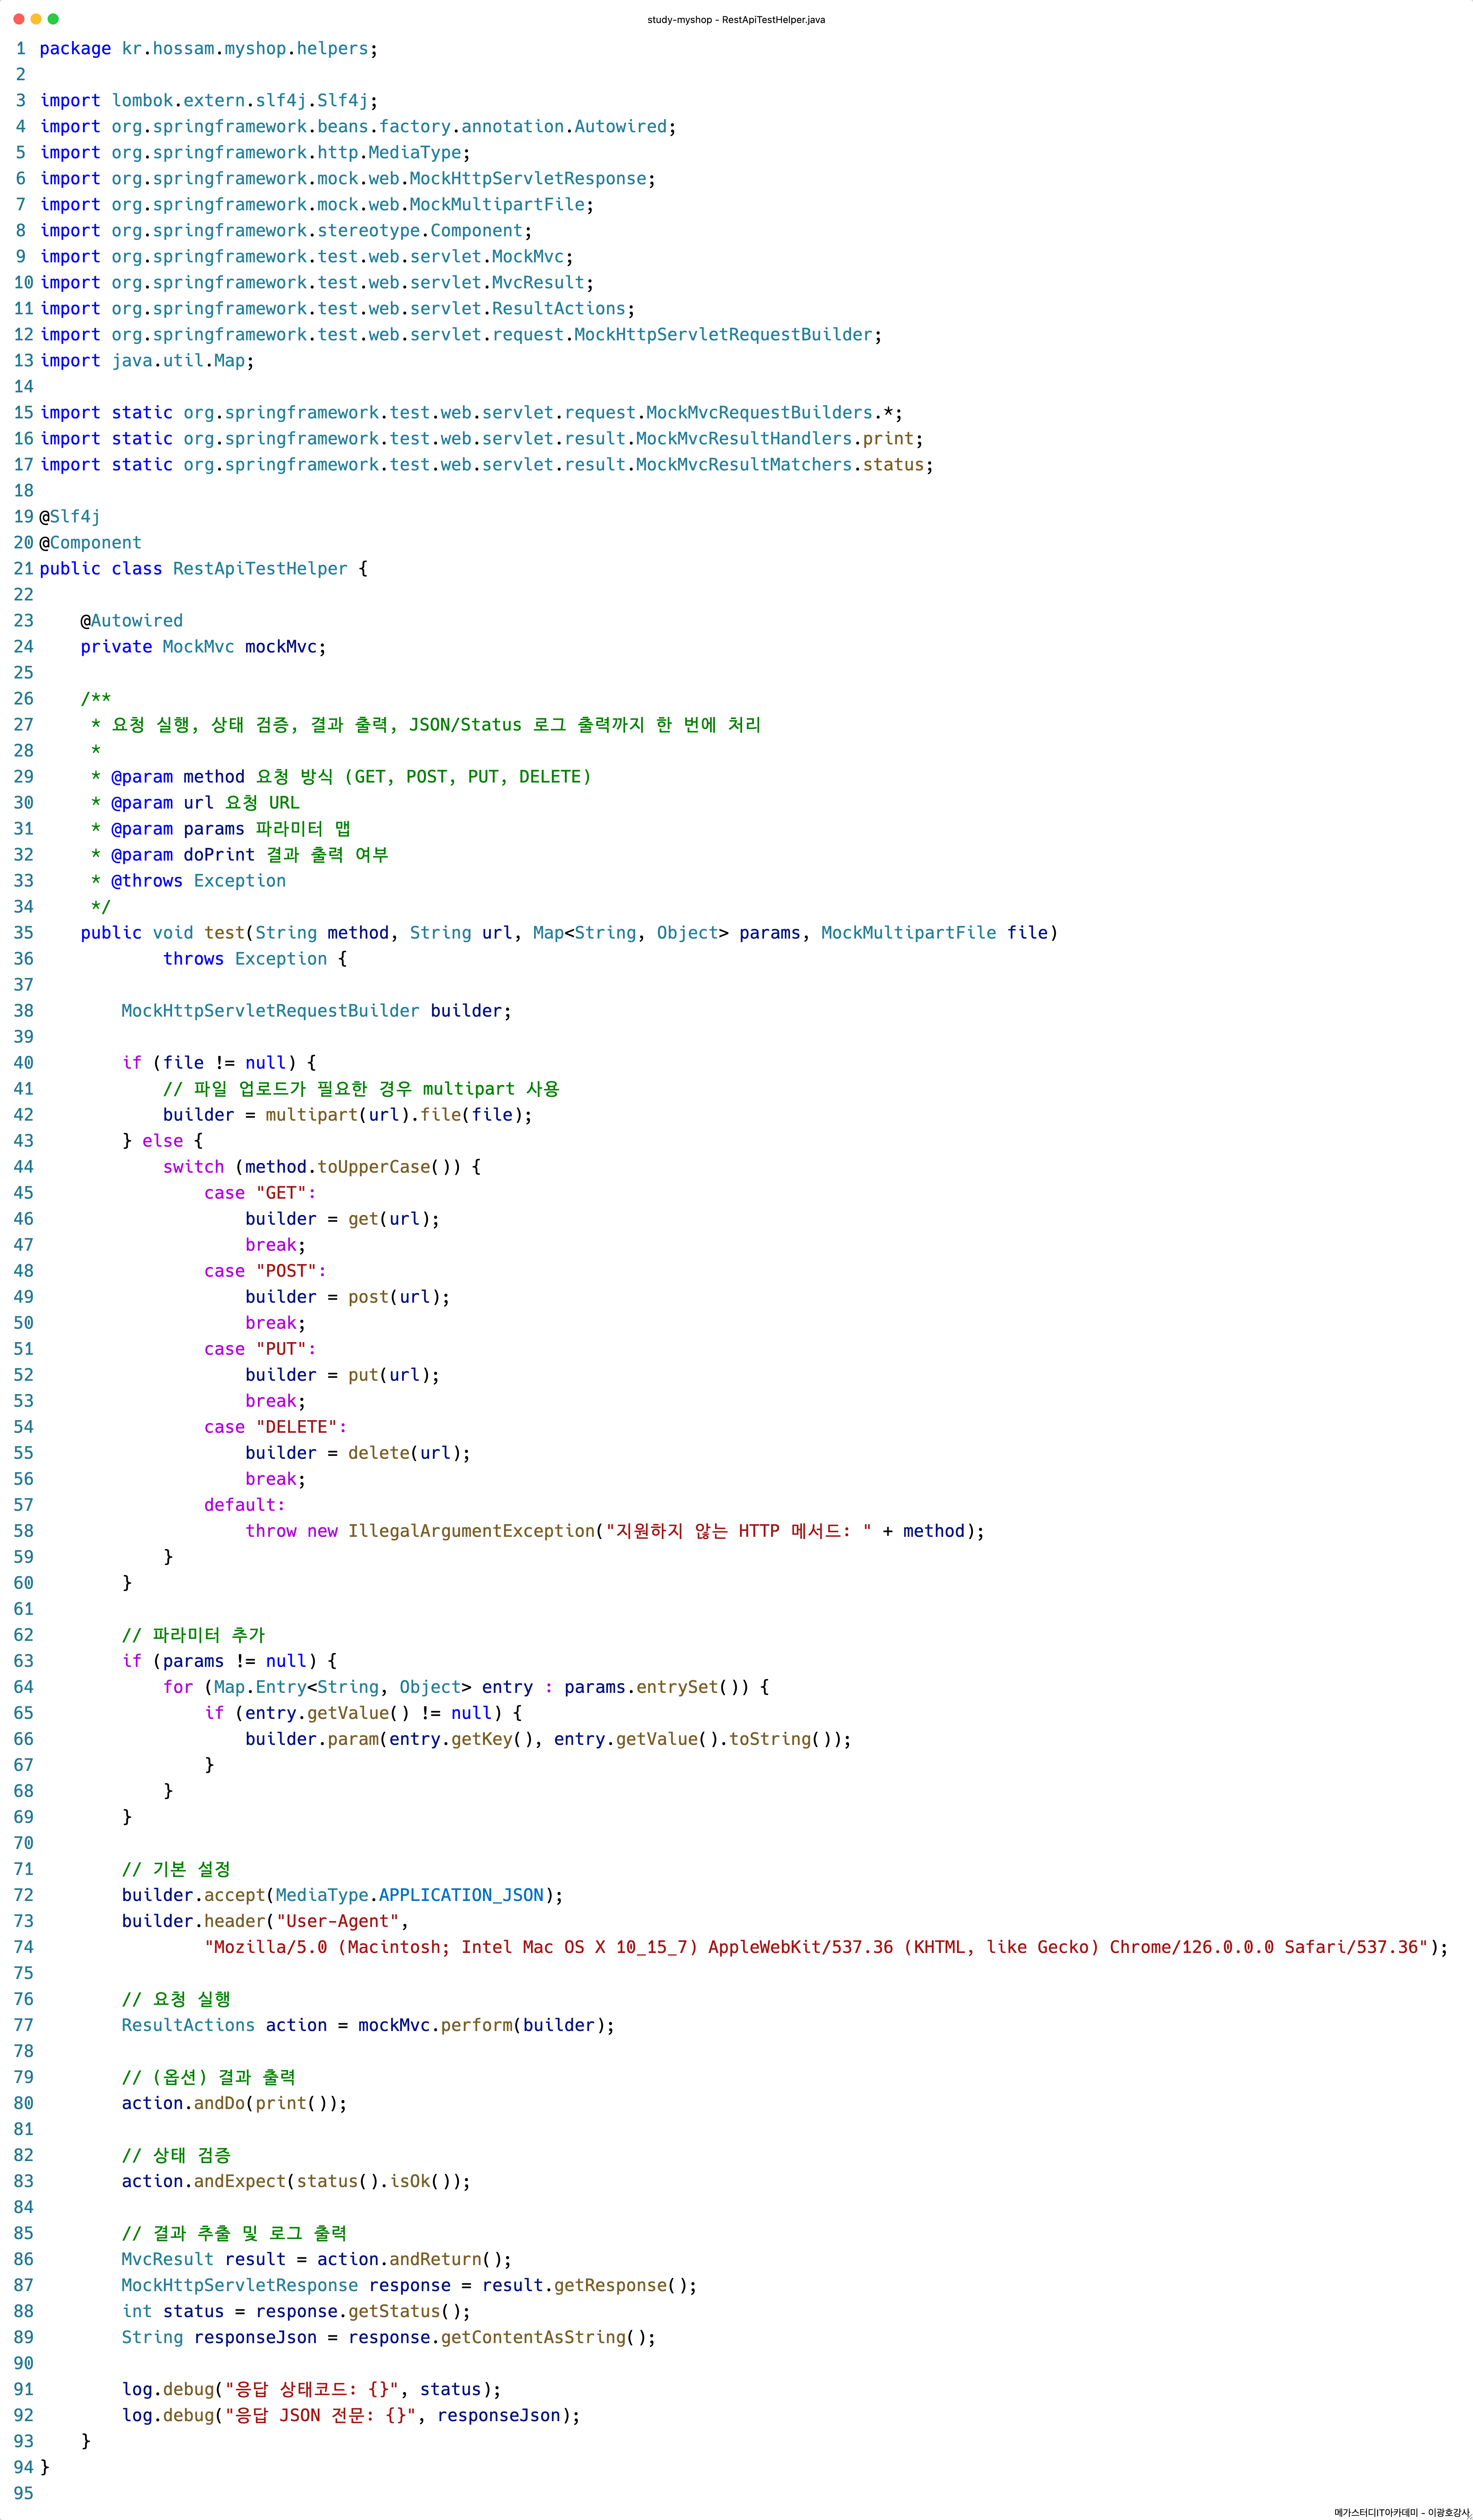 study-myshop - RestApiTestHelper.java
1 package kr.hossam.myshop.helpers;
2
3 import lombok.extern.slf4j.Slf4j;
4 import org.springframework.beans.factory.annotation.Autowired;
5 import org.springframework.http.MediaType;
6 import org.springframework.mock.web.MockHttpServletResponse;
7 import org.springframework.mock.web.MockMultipartFile;
8 import org.springframework.stereotype.Component;
9 import org.springframework.test.web.servlet.MockMvc;
10 import org.springframework.test.web.servlet.MvcResult;
11 import org.springframework.test.web.servlet.ResultActions;
12 import org.springframework.test.web.servlet.request.MockHttpServletRequestBuilder;
13 import java.util.Map;
14
15 import static org.springframework.test.web.servlet.request.MockMvcRequestBuilders.*;
16 import static org.springframework.test.web.servlet.result.MockMvcResultHandlers.print;
17 import static org.springframework.test.web.servlet.result.MockMvcResultMatchers.status;
18
19 @Slf4j
20 @Component
21 public class RestApiTestHelper {
22
23     @Autowired
24     private MockMvc mockMvc;
25
26     /**
27      * 요청 실행, 상태 검증, 결과 출력, JSON/Status 로그 출력까지 한 번에 처리
28      *
29      * @param method 요청 방식 (GET, POST, PUT, DELETE)
30      * @param url 요청 URL
31      * @param params 파라미터 맵
32      * @param doPrint 결과 출력 여부
33      * @throws Exception
34      */
35     public void test(String method, String url, Map<String, Object> params, MockMultipartFile file)
36             throws Exception {
37
38         MockHttpServletRequestBuilder builder;
39
40         if (file != null) {
41             // 파일 업로드가 필요한 경우 multipart 사용
42             builder = multipart(url).file(file);
43         } else {
44             switch (method.toUpperCase()) {
45                 case "GET":
46                     builder = get(url);
47                     break;
48                 case "POST":
49                     builder = post(url);
50                     break;
51                 case "PUT":
52                     builder = put(url);
53                     break;
54                 case "DELETE":
55                     builder = delete(url);
56                     break;
57                 default:
58                     throw new IllegalArgumentException("지원하지 않는 HTTP 메서드: " + method);
59             }
60         }
61
62         // 파라미터 추가
63         if (params != null) {
64             for (Map.Entry<String, Object> entry : params.entrySet()) {
65                 if (entry.getValue() != null) {
66                     builder.param(entry.getKey(), entry.getValue().toString());
67                 }
68             }
69         }
70
71         // 기본 설정
72         builder.accept(MediaType.APPLICATION_JSON);
73         builder.header("User-Agent",
74                 "Mozilla/5.0 (Macintosh; Intel Mac OS X 10_15_7) AppleWebKit/537.36 (KHTML, like Gecko) Chrome/126.0.0.0 Safari/537.36");
75
76         // 요청 실행
77         ResultActions action = mockMvc.perform(builder);
78
79         // (옵션) 결과 출력
80         action.andDo(print());
81
82         // 상태 검증
83         action.andExpect(status().isOk());
84
85         // 결과 추출 및 로그 출력
86         MvcResult result = action.andReturn();
87         MockHttpServletResponse response = result.getResponse();
88         int status = response.getStatus();
89         String responseJson = response.getContentAsString();
90
91         log.debug("응답 상태코드: {}", status);
92         log.debug("응답 JSON 전문: {}", responseJson);
93     }
94 }
95
메가스터디IT아카데미 - 이광호강사